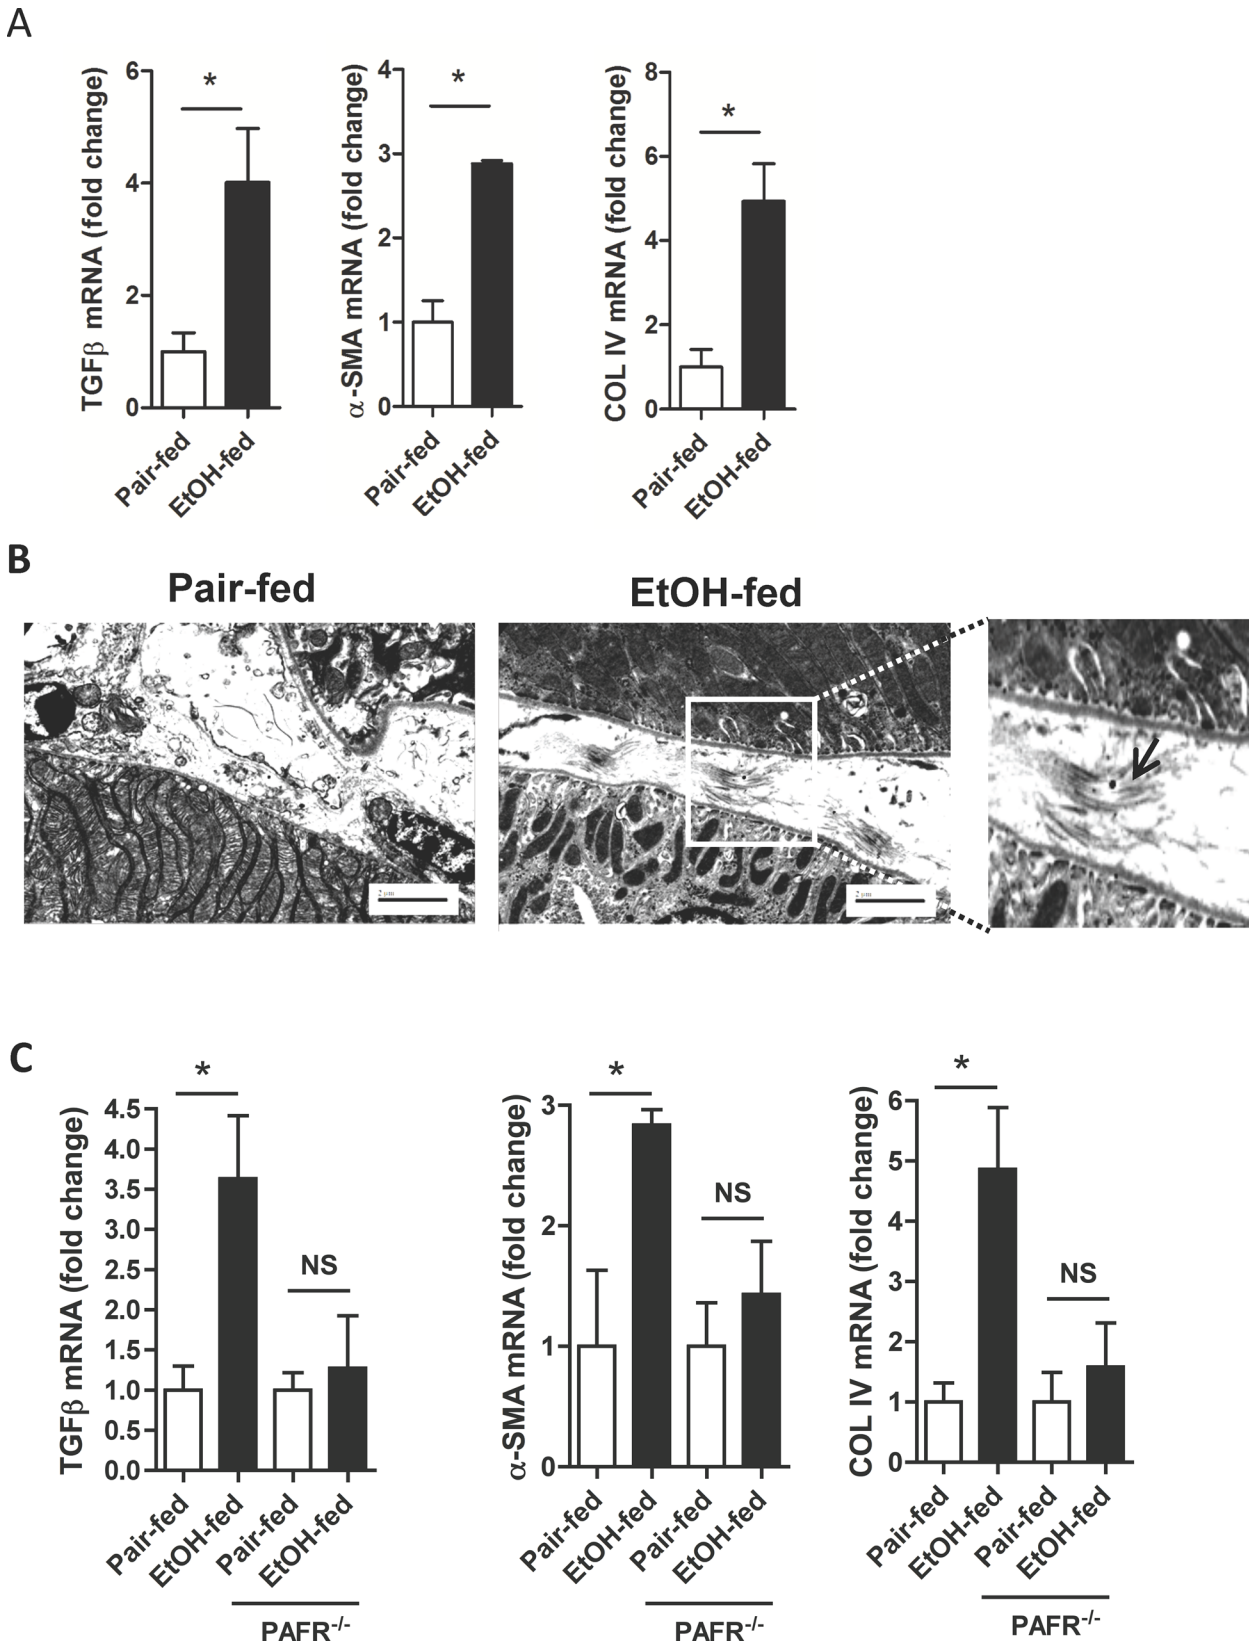 A
TGFβ mRNA (fold change)
6
4
2
0
*
Pair-fed
EtOH-fed
α-SMA mRNA (fold change)
4
3
2
1
0
*
Pair-fed
EtOH-fed
COL IV mRNA (fold change)
8
6
4
2
0
*
Pair-fed
EtOH-fed
B
Pair-fed
EtOH-fed
2 μm
2 μm
C
TGFβ mRNA (fold change)
4.5
4.0
3.5
3.0
2.5
2.0
1.5
1.0
0.5
0.0
*
NS
Pair-fed
EtOH-fed
Pair-fed
EtOH-fed
PAFR-/-
α-SMA mRNA (fold change)
3
2
1
0
*
NS
Pair-fed
EtOH-fed
Pair-fed
EtOH-fed
PAFR-/-
COL IV mRNA (fold change)
6
5
4
3
2
1
0
*
NS
Pair-fed
EtOH-fed
Pair-fed
EtOH-fed
PAFR-/-